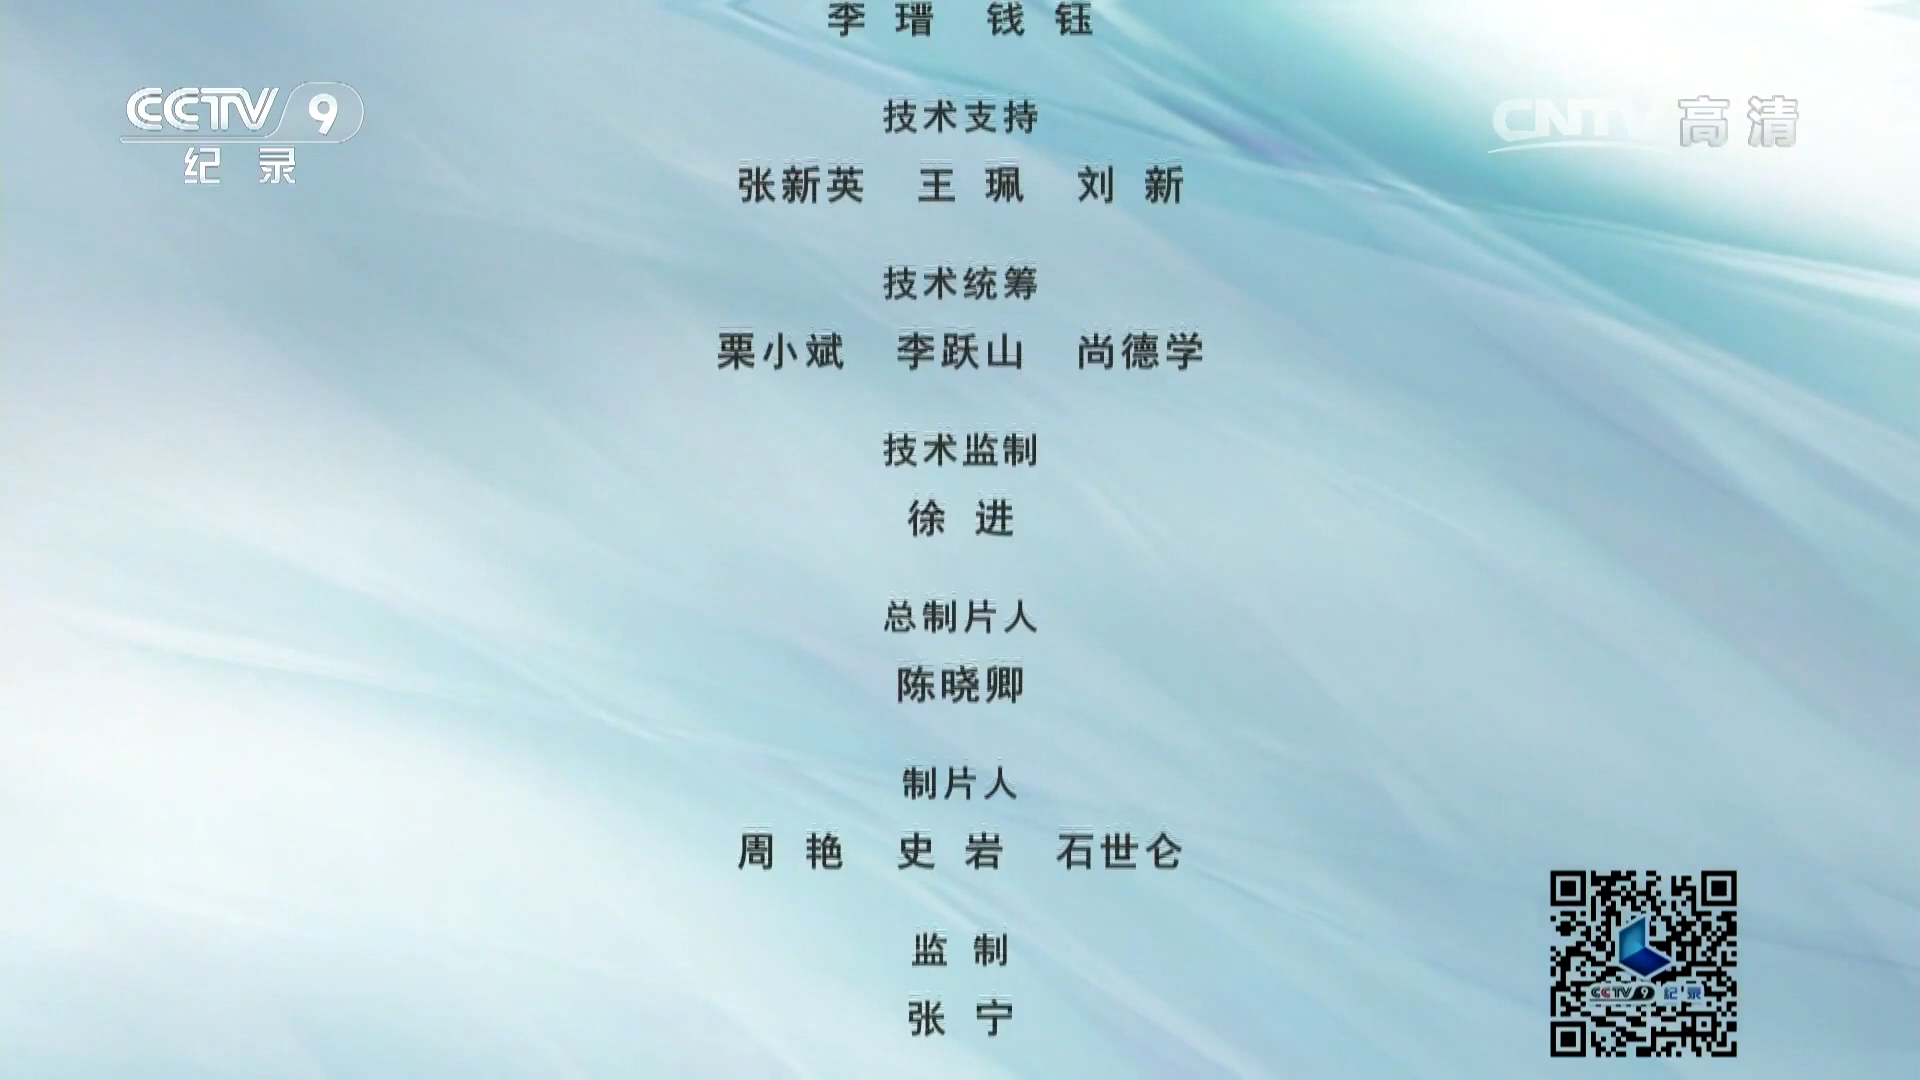 李 瑨 钱 钰
CCTV 9
纪 录
CNTV 高清
技术支持
张新英 王 珮 刘 新
技术统筹
栗小斌 李跃山 尚德学
技术监制
徐 进
总制片人
陈晓卿
制片人
周 艳 史 岩 石世仑
监 制
张 宁
CCTV 9 纪 录